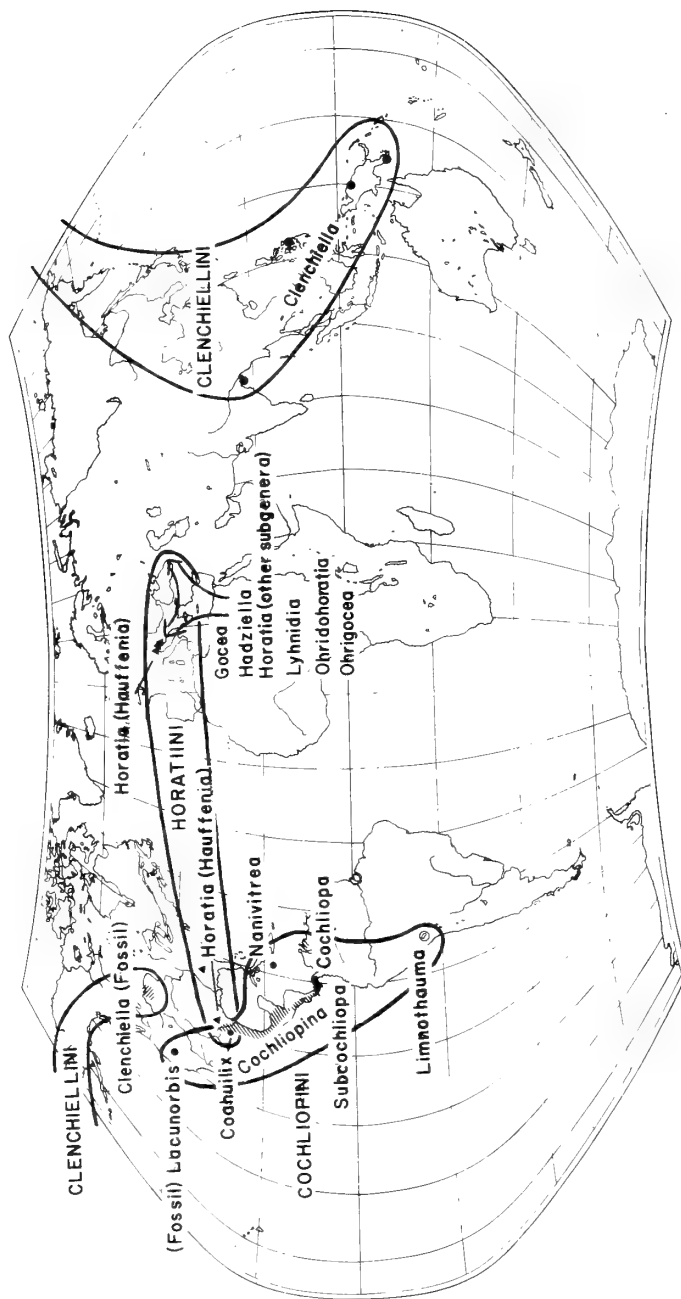 CLENCHIELLINI
Clenchiella (Fossil)
(Fossil) Lacunorbis
Coahuilix
Cochliopina
COCHLIOPINI
Subcochliopa
Limnothauma
Horatia (Hauffenia)
Nanivitrea
Cochliopa
Horatia (Hauffenia)
HORATIINI
Gocea
Hadziella
Horatia (other subgenera)
Lyhnidia
Ohridohoratia
Ohrigocea
CLENCHIELLINI
Clenchiella